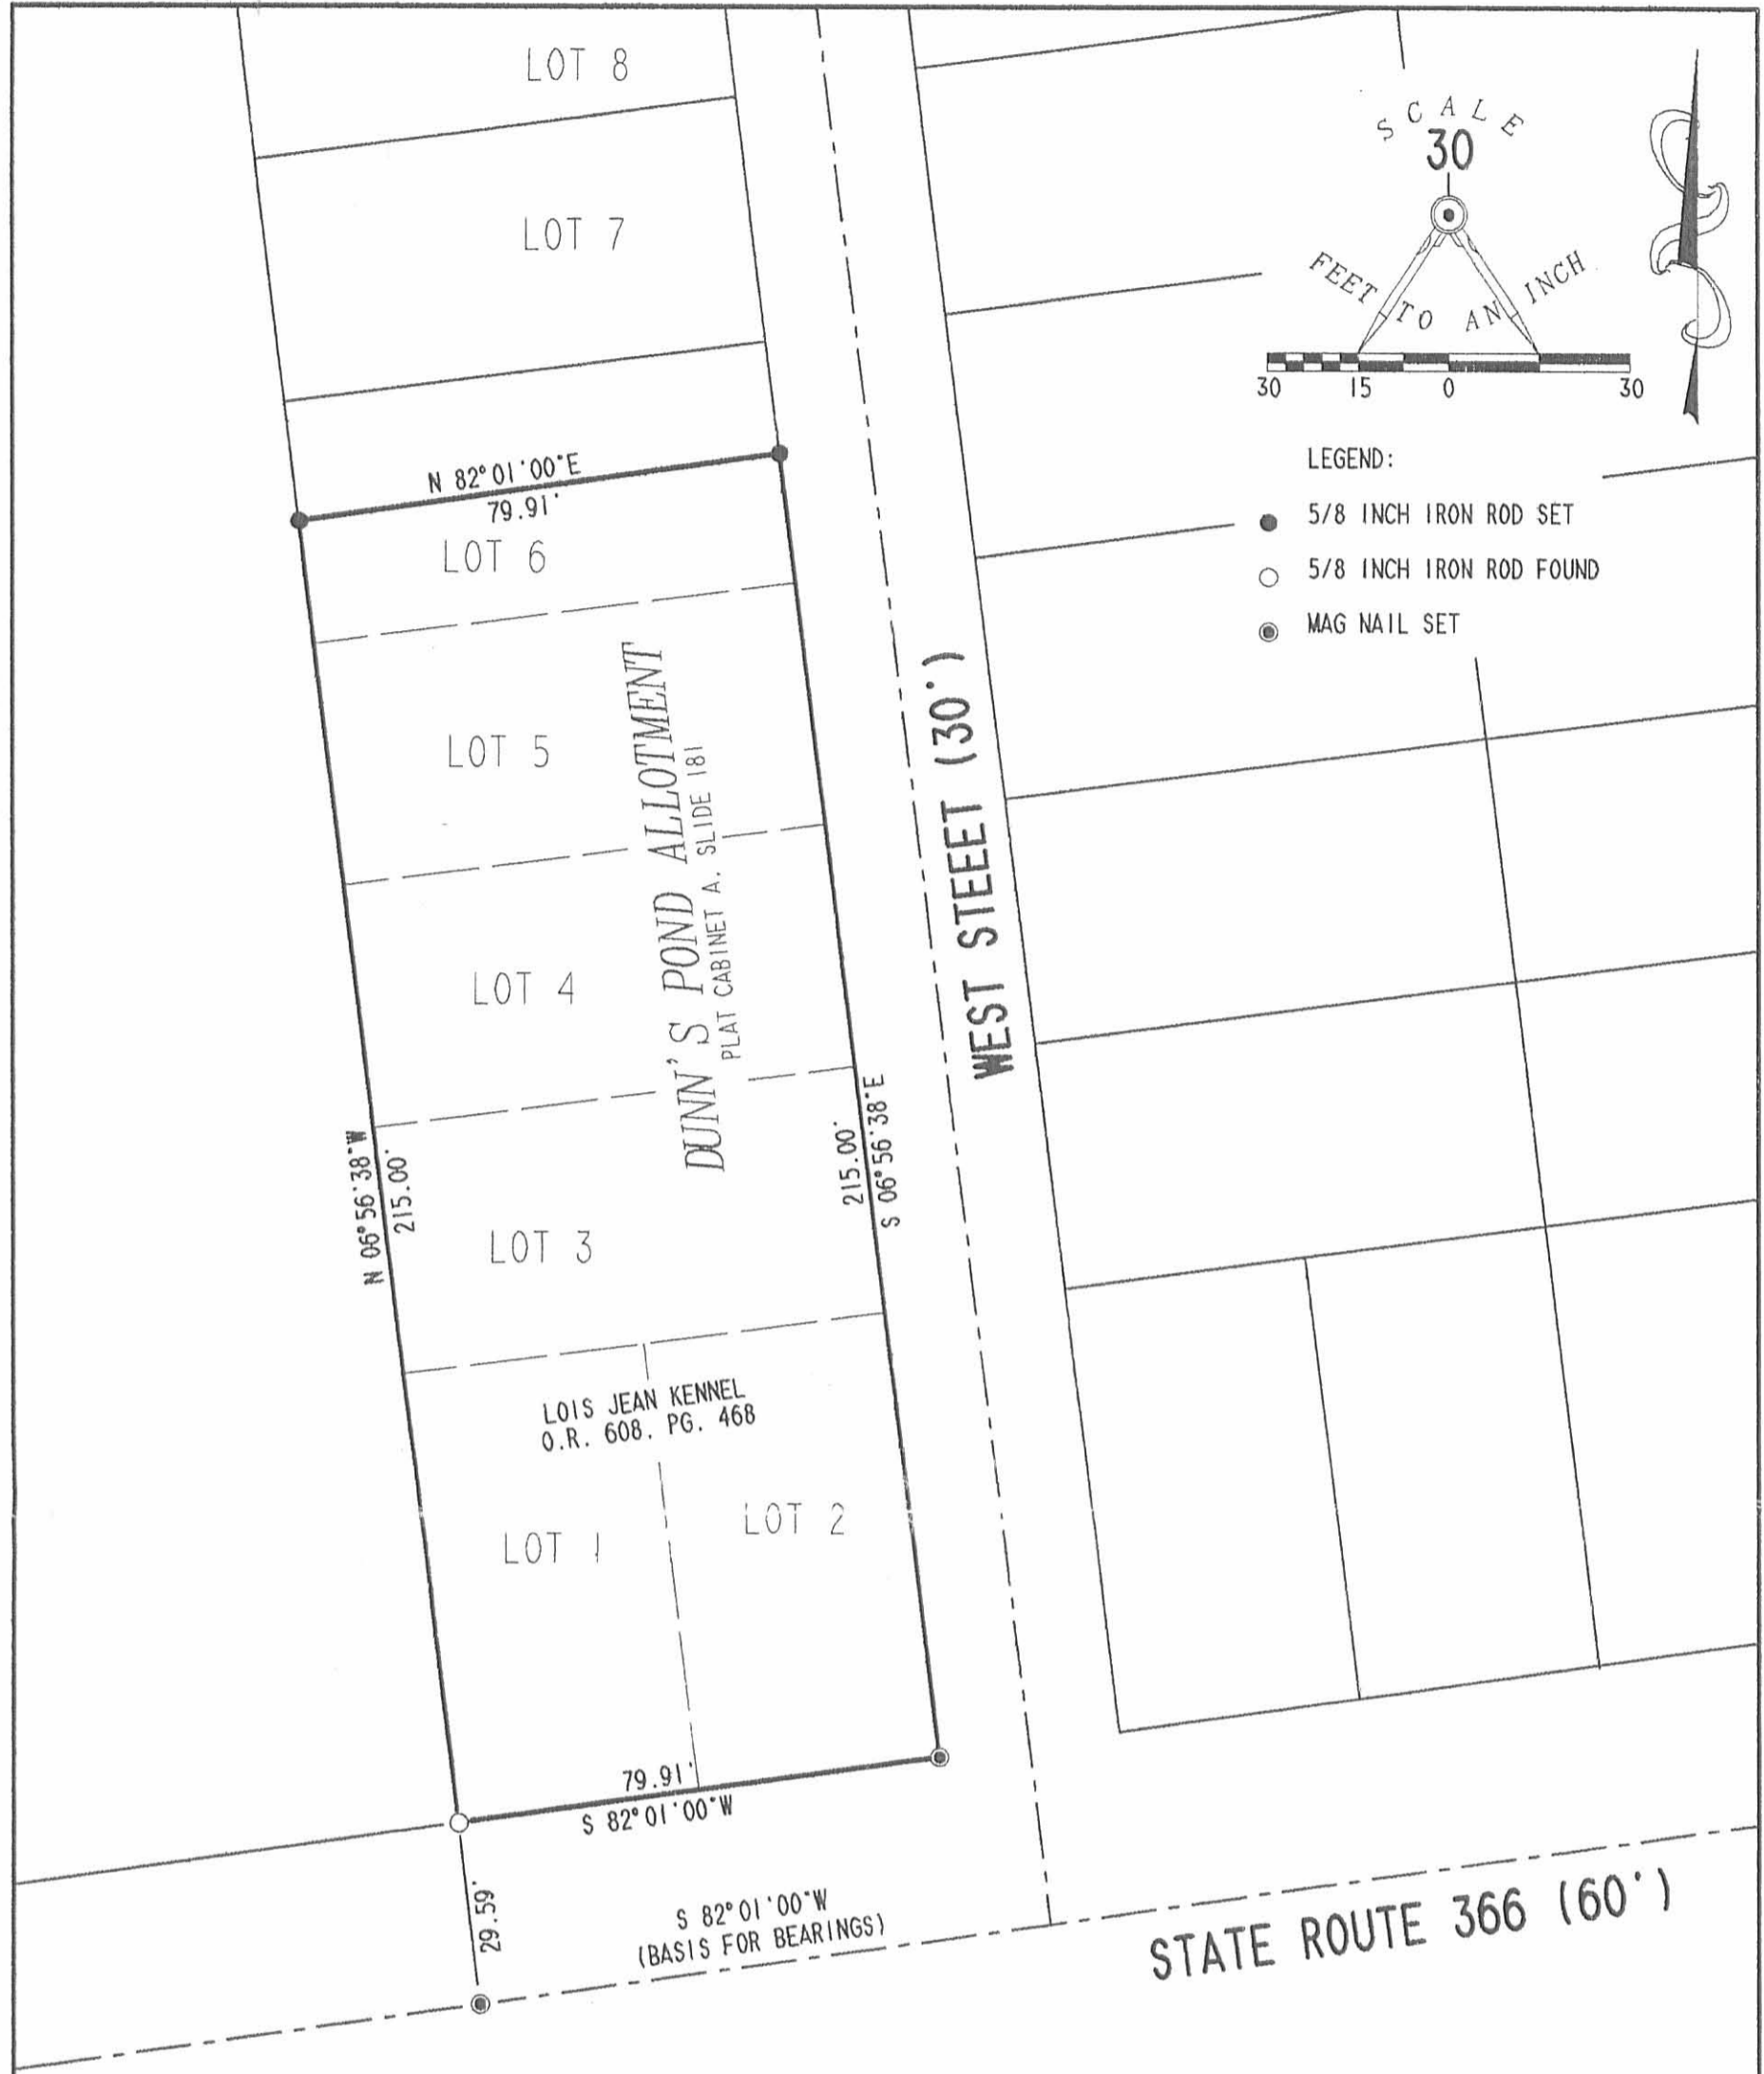 LOT 8
SCALE
30
FEET TO AN INCH
30 15 0 30
LOT 7
LEGEND:
5/8 INCH IRON ROD SET
5/8 INCH IRON ROD FOUND
MAG NAIL SET
N 82°01'00"E
79.91'
LOT 6
LOT 5
DUNN'S POND ALLOTMENT
PLAT CABINET A, SLIDE 181
WEST STEEET (30')
LOT 4
N 06°56'38"W
215.00'
215.00'
S 06°56'38"E
LOT 3
LOIS JEAN KENNEL
O.R. 608, PG. 468
LOT 1
LOT 2
79.91'
S 82°01'00"W
29.59'
S 82°01'00"W
(BASIS FOR BEARINGS)
STATE ROUTE 366 (60')